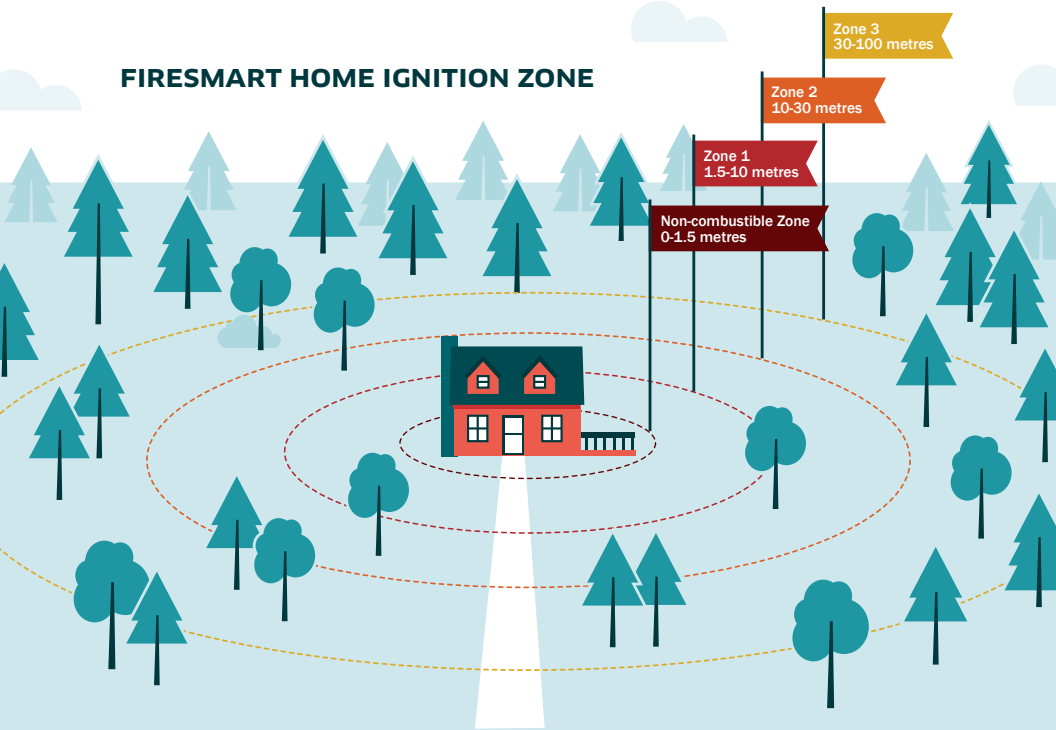 FIRESMART HOME IGNITION ZONE
Zone 3
30-100 metres
Zone 2
10-30 metres
Zone 1
1.5-10 metres
Non-combustible Zone
0-1.5 metres